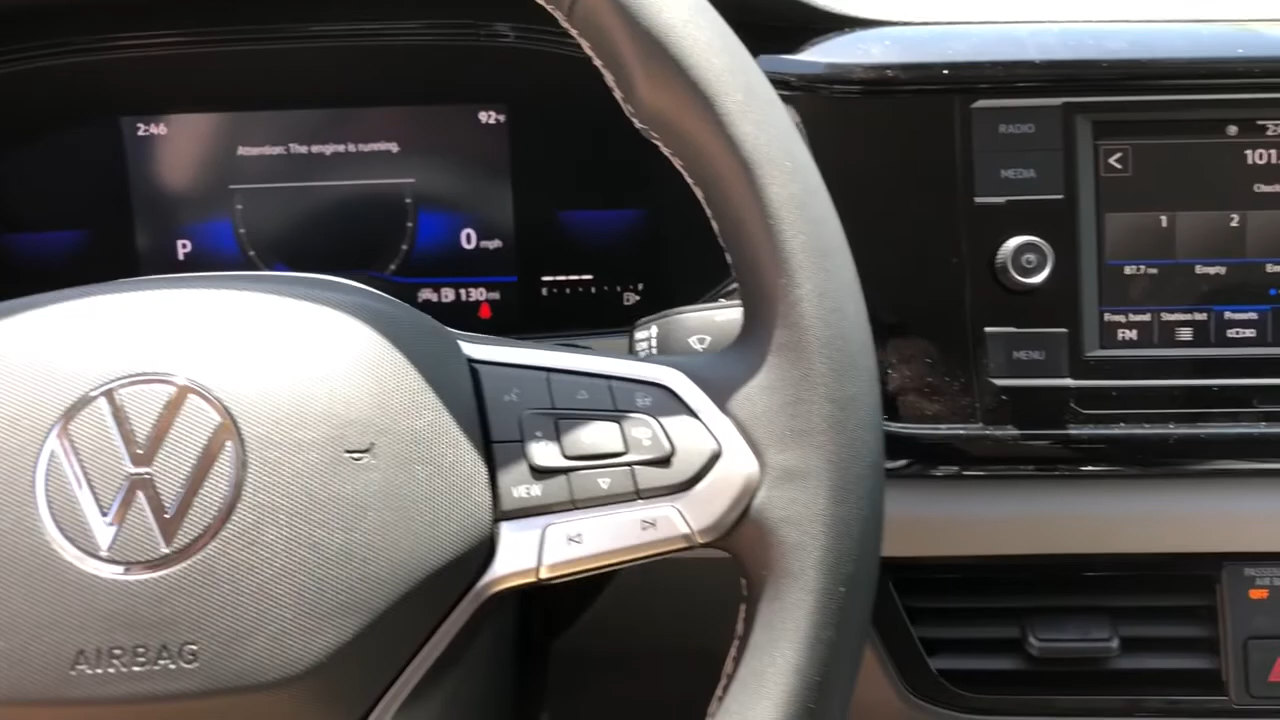 2:46
92°F
Attention: The engine is running.
P
0 mph
130 mi
E
F
VIEW
AIRBAG
RADIO
MEDIA
MENU
101.
1
2
87.7
Empty
Freq. band
Station list
Presets
FM
OFF